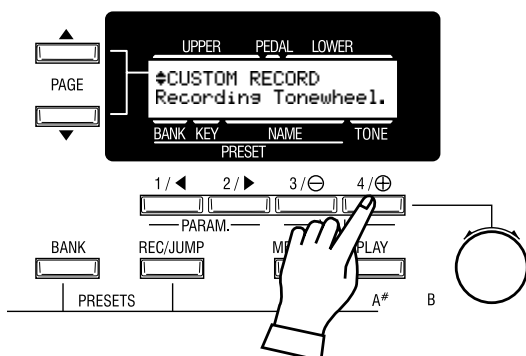 UPPER PEDAL LOWER
PAGE
CUSTOM RECORD
Recording Tonewheel.
BANK KEY NAME TONE
PRESET
1/ 2/ 3/ 4/
PARAM.
BANK REC/JUMP PLAY
PRESETS A# B